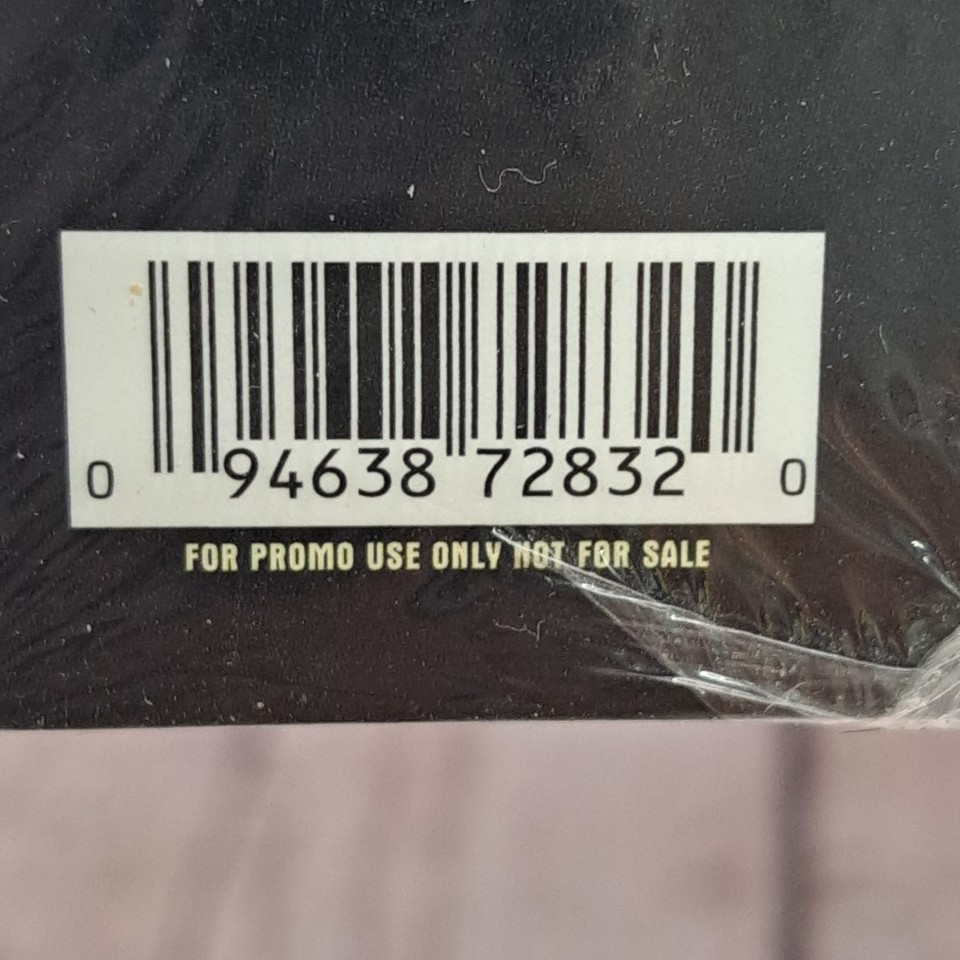 0 94638 72832 0
FOR PROMO USE ONLY NOT FOR SALE